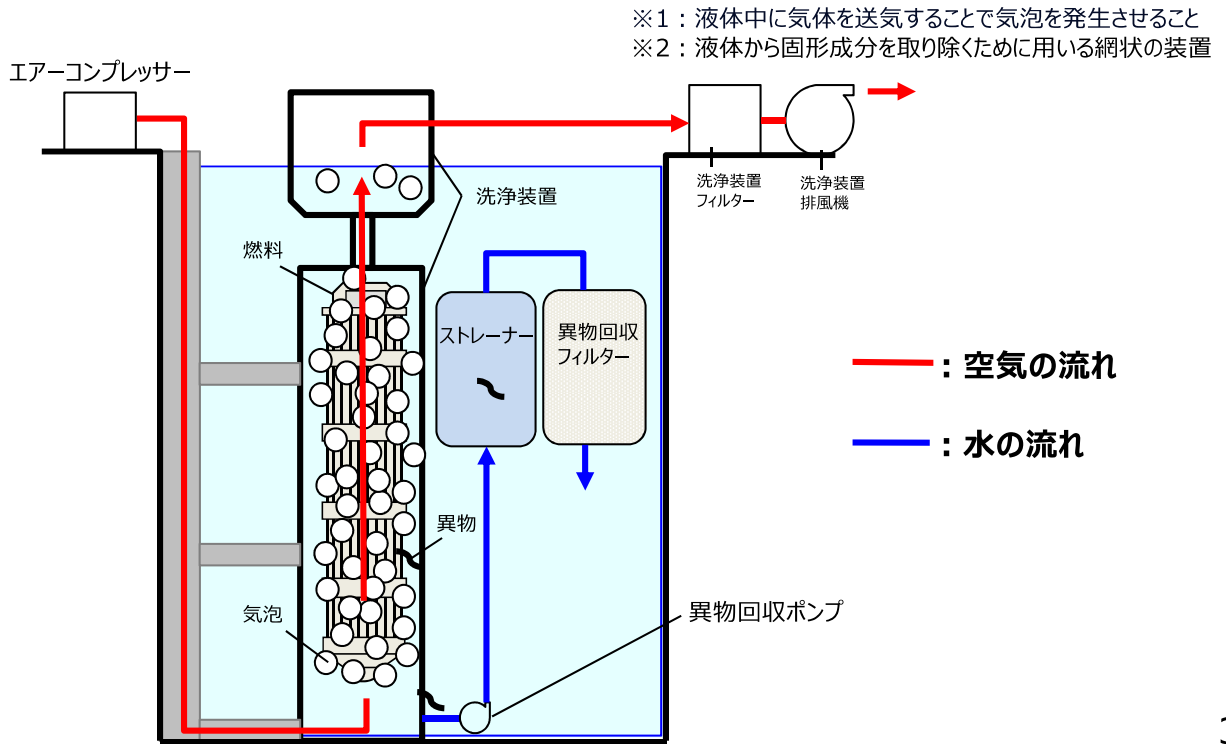 ※1：液体中に気体を送気することで気泡を発生させること
※2：液体から固形成分を取り除くために用いる網状の装置
エアーコンプレッサー
洗浄装置
フィルター
洗浄装置
排風機
洗浄装置
燃料
ストレーナー
異物回収
フィルター
：空気の流れ
：水の流れ
異物
気泡
異物回収ポンプ